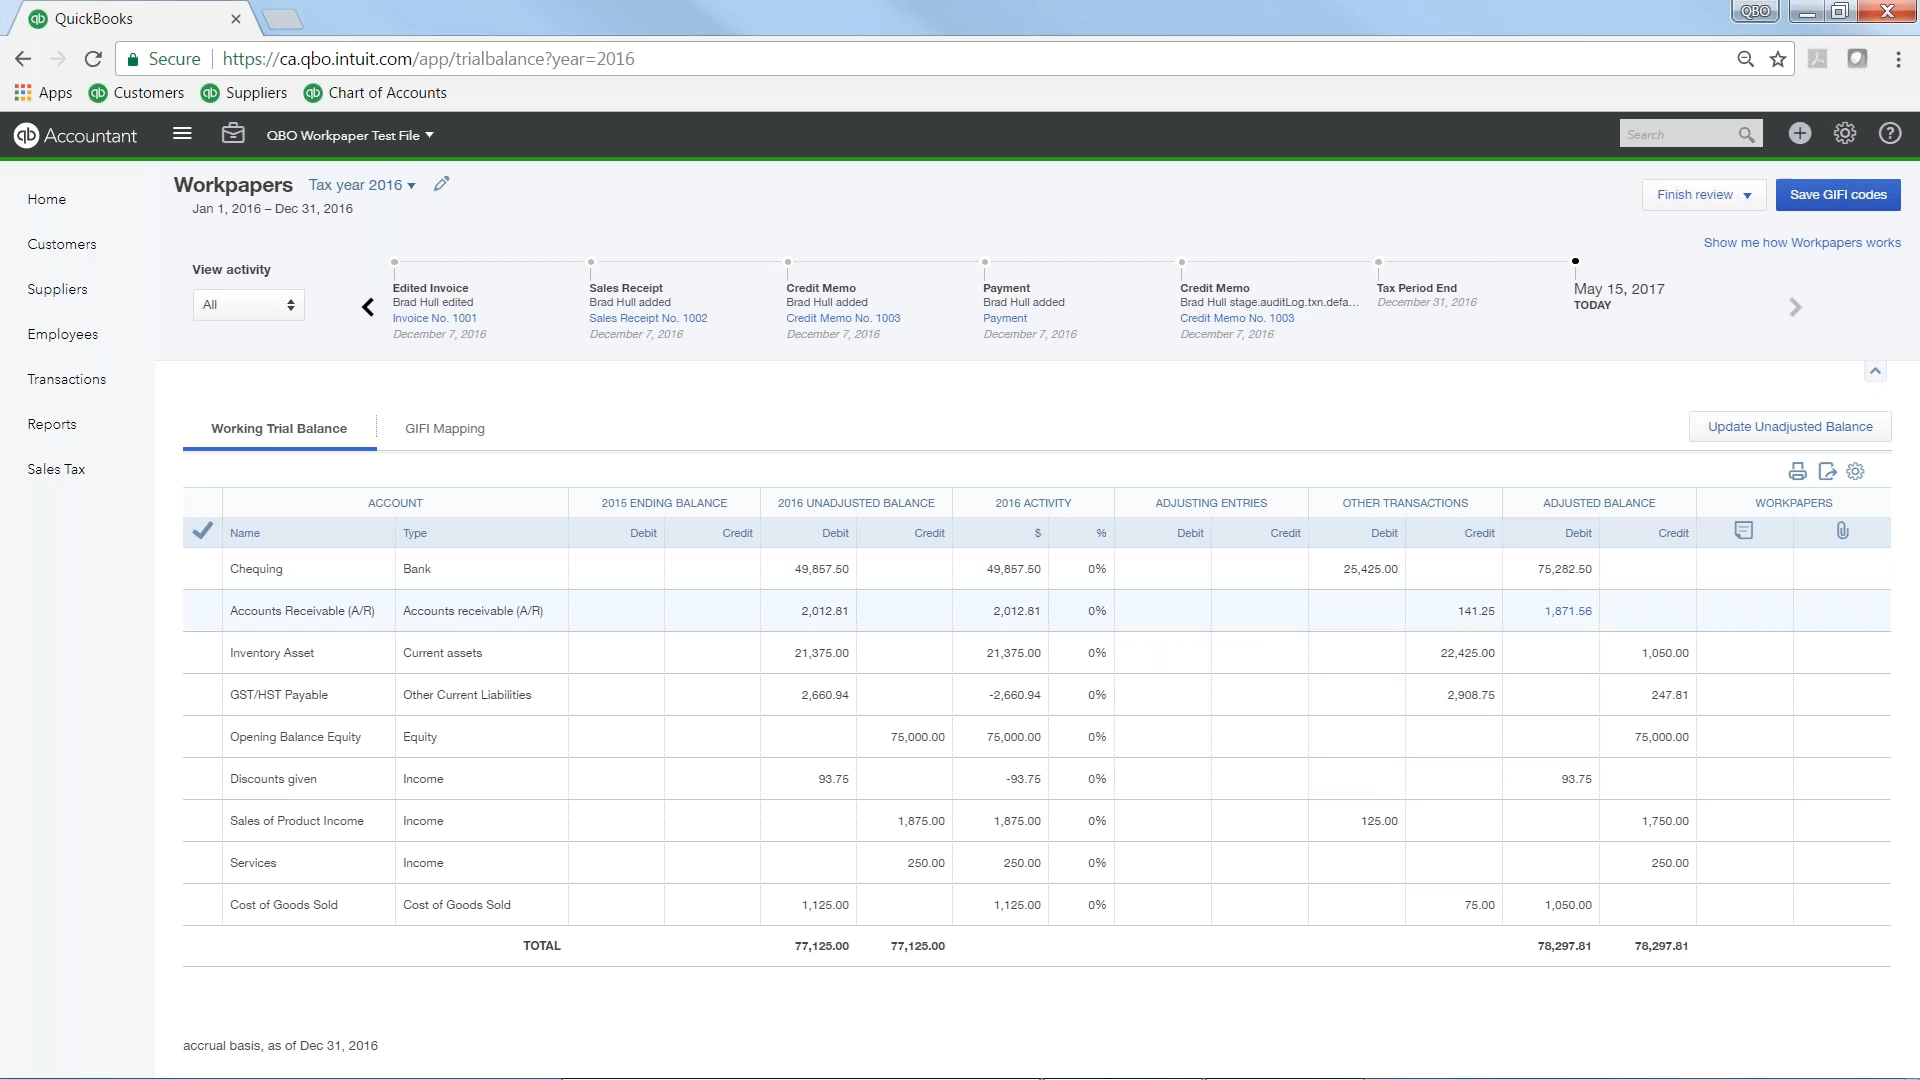 QuickBooks
QBO
Secure https://ca.qbo.intuit.com/app/trialbalance?year=2016
Apps Customers Suppliers Chart of Accounts
qb Accountant QBO Workpaper Test File Search
Home
Customers
Suppliers
Employees
Transactions
Reports
Sales Tax
Workpapers Tax year 2016
Jan 1, 2016 – Dec 31, 2016
Finish review Save GIFI codes
Show me how Workpapers works
View activity
All
Edited Invoice
Brad Hull edited
Invoice No. 1001
December 7, 2016
Sales Receipt
Brad Hull added
Sales Receipt No. 1002
December 7, 2016
Credit Memo
Brad Hull added
Credit Memo No. 1003
December 7, 2016
Payment
Brad Hull added
Payment
December 7, 2016
Credit Memo
Brad Hull stage.auditLog.txn.defa...
Credit Memo No. 1003
December 7, 2016
Tax Period End
December 31, 2016
May 15, 2017
TODAY
Working Trial Balance GIFI Mapping Update Unadjusted Balance
ACCOUNT 2015 ENDING BALANCE 2016 UNADJUSTED BALANCE 2016 ACTIVITY ADJUSTING ENTRIES OTHER TRANSACTIONS ADJUSTED BALANCE WORKPAPERS
Name Type Debit Credit Debit Credit $ % Debit Credit Debit Credit Debit Credit
Chequing Bank 49,857.50 49,857.50 0% 25,425.00 75,282.50
Accounts Receivable (A/R) Accounts receivable (A/R) 2,012.81 2,012.81 0% 141.25 1,871.56
Inventory Asset Current assets 21,375.00 21,375.00 0% 22,425.00 1,050.00
GST/HST Payable Other Current Liabilities 2,660.94 -2,660.94 0% 2,908.75 247.81
Opening Balance Equity Equity 75,000.00 75,000.00 0% 75,000.00
Discounts given Income 93.75 -93.75 0% 93.75
Sales of Product Income Income 1,875.00 1,875.00 0% 125.00 1,750.00
Services Income 250.00 250.00 0% 250.00
Cost of Goods Sold Cost of Goods Sold 1,125.00 1,125.00 0% 75.00 1,050.00
TOTAL 77,125.00 77,125.00 78,297.81 78,297.81
accrual basis, as of Dec 31, 2016